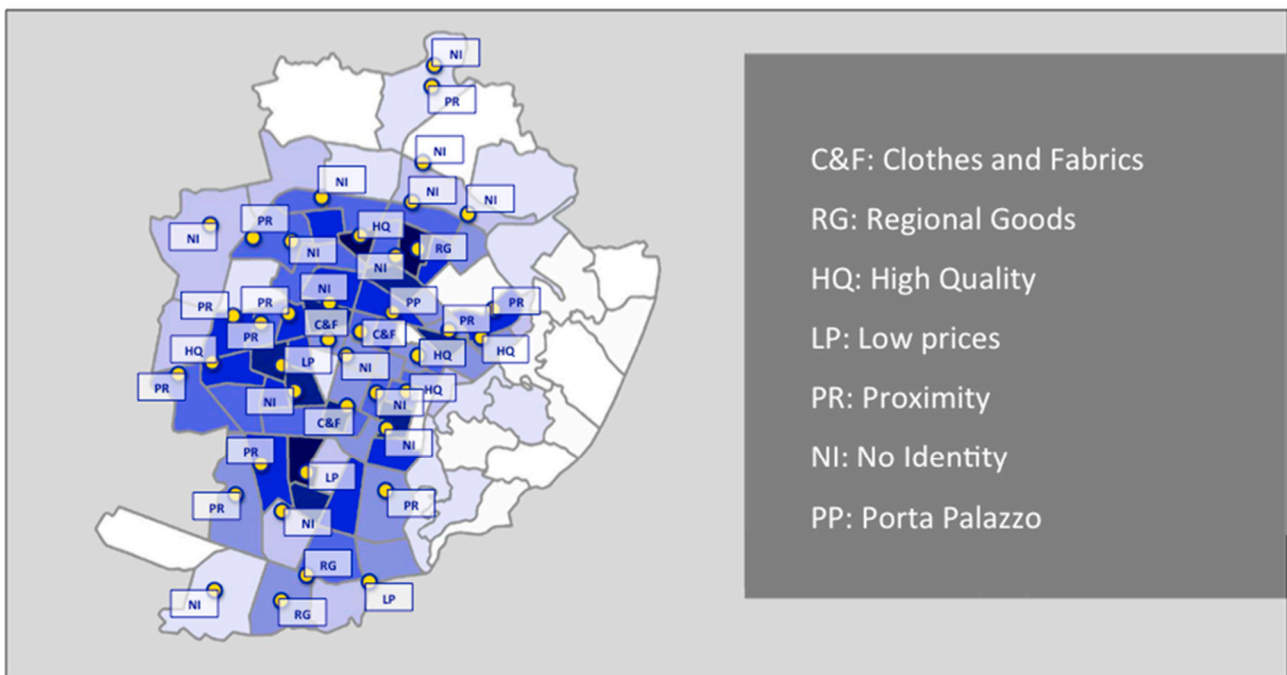 NI
PR
NI
NI
NI
NI
PR
HQ
NI
NI
RG
NI
NI
PR
PR
PP
PR
C&F
C&F
PR
PR
HQ
LP
NI
HQ
HQ
PR
NI
NI
HQ
C&F
NI
PR
LP
PR
PR
NI
RG
NI
RG
LP
C&F: Clothes and Fabrics
RG: Regional Goods
HQ: High Quality
LP: Low prices
PR: Proximity
NI: No Identity
PP: Porta Palazzo